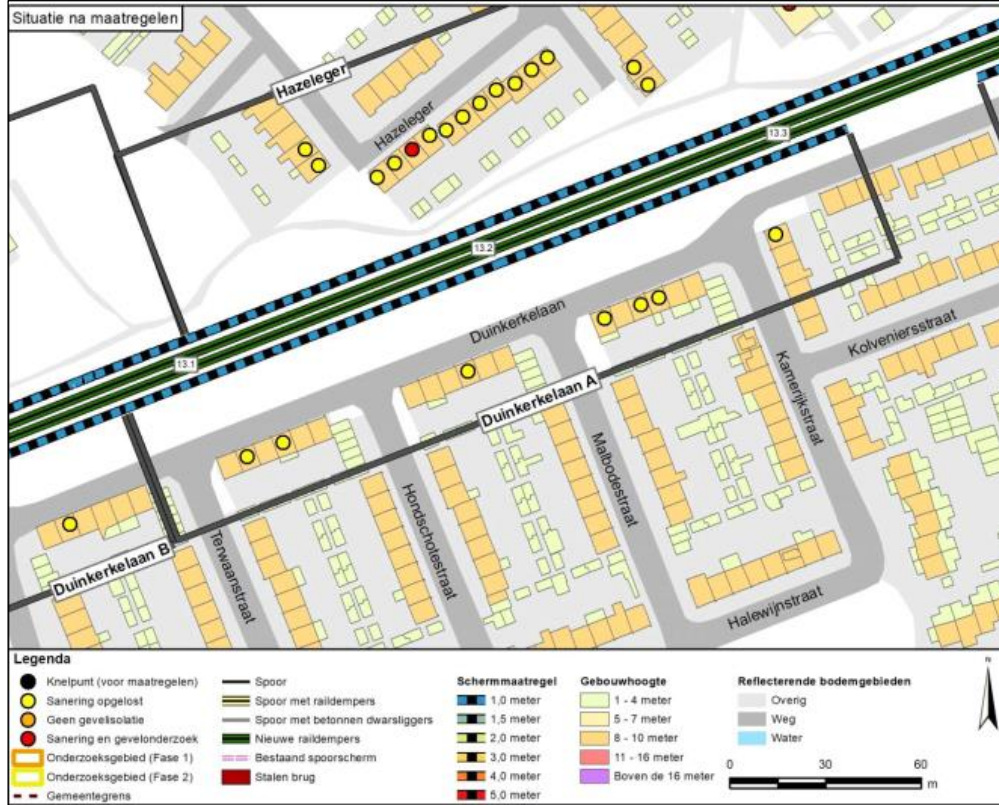 Situatie na maatregelen
Hazeleger
Hazeleger
13.3
13.2
13.1
Duinkerkelaan
Duinkerkelaan A
Kolveniersstraat
Kamerijkstraat
Malbodestraat
Hondschotestraat
Terwaanstraat
Duinkerkelaan B
Halewijnstraat
Legenda
Knelpunt (voor maatregelen)
Sanering opgelost
Geen gevelisolatie
Sanering en gevelonderzoek
Onderzoeksgebied (Fase 1)
Onderzoeksgebied (Fase 2)
Gemeentegrens
Spoor
Spoor met raildempers
Spoor met betonnen dwarsliggers
Nieuwe raildempers
Bestaand spoorscherm
Stalen brug
Schermmaatregel
1,0 meter
1,5 meter
2,0 meter
3,0 meter
4,0 meter
5,0 meter
Gebouwhoogte
1 - 4 meter
5 - 7 meter
8 - 10 meter
11 - 16 meter
Boven de 16 meter
Reflecterende bodemgebieden
Overig
Weg
Water
N
0 30 60
m